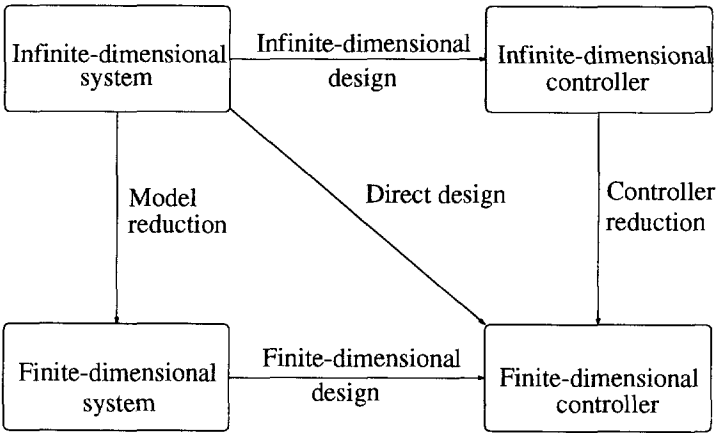 Infinite-dimensional
system
Infinite-dimensional
design
Infinite-dimensional
controller
Model
reduction
Direct design
Controller
reduction
Finite-dimensional
system
Finite-dimensional
design
Finite-dimensional
controller